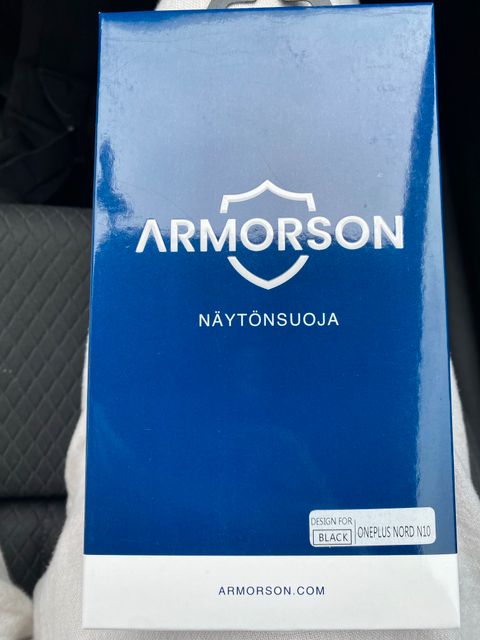 ARMORSON
NÄYTÖNSUOJA
DESIGN FOR
BLACK
ONEPLUS NORD N10
ARMORSON.COM